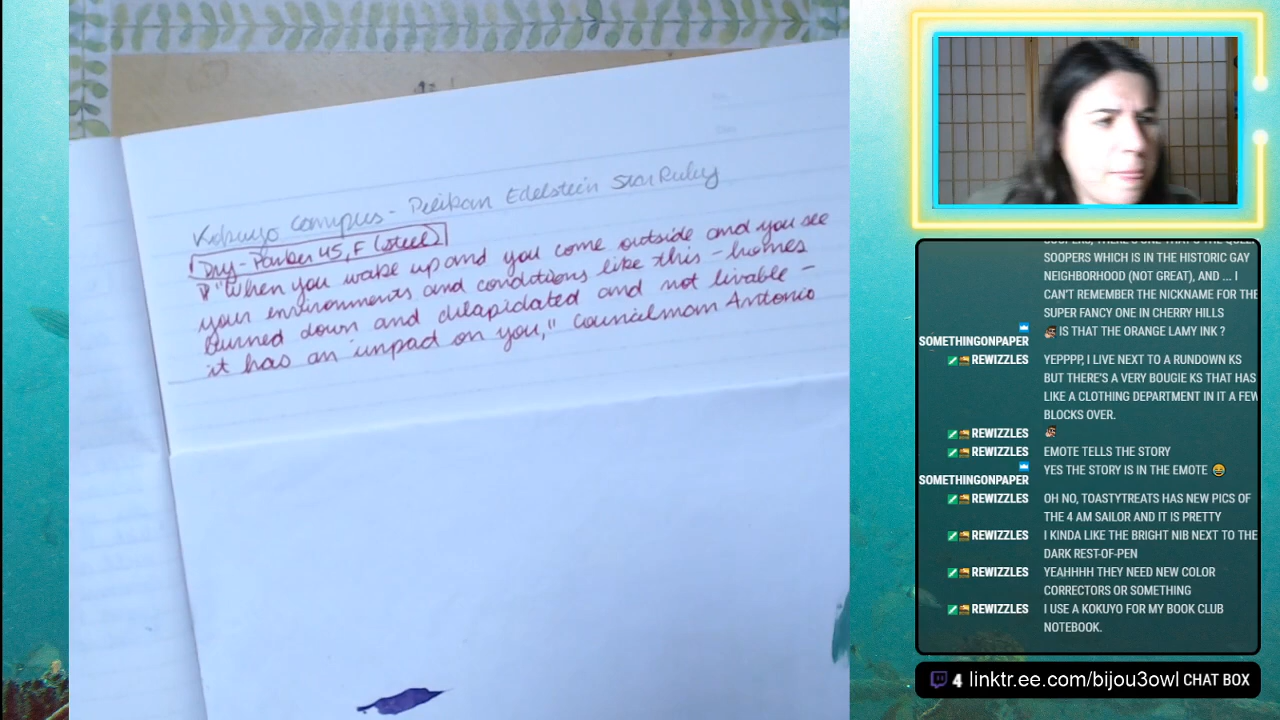 Kokuyo Campus - Pelikan Edelstein Star Ruby
Dry - Parker 45, F (steel)
"When you wake up and you come outside and you see
your environments and conditions like this – homes
burned down and dilapidated and not livable –
it has an impad on you," Councilman Antonio
SOOPERS WHICH IS IN THE HISTORIC GAY
NEIGHBORHOOD (NOT GREAT), AND ... I
CAN'T REMEMBER THE NICKNAME FOR THE
SUPER FANCY ONE IN CHERRY HILLS
SOMETHINGONPAPER IS THAT THE ORANGE LAMY INK ?
REWIZZLES YEPPPP, I LIVE NEXT TO A RUNDOWN KS
BUT THERE'S A VERY BOUGIE KS THAT HAS
LIKE A CLOTHING DEPARTMENT IN IT A FEW
BLOCKS OVER.
REWIZZLES
REWIZZLES EMOTE TELLS THE STORY
SOMETHINGONPAPER YES THE STORY IS IN THE EMOTE 😅
REWIZZLES OH NO, TOASTYTREATS HAS NEW PICS OF
THE 4 AM SAILOR AND IT IS PRETTY
REWIZZLES I KINDA LIKE THE BRIGHT NIB NEXT TO THE
DARK REST-OF-PEN
REWIZZLES YEAHHHH THEY NEED NEW COLOR
CORRECTORS OR SOMETHING
REWIZZLES I USE A KOKUYO FOR MY BOOK CLUB
NOTEBOOK.
4 linktr.ee.com/bijou3owl CHAT BOX